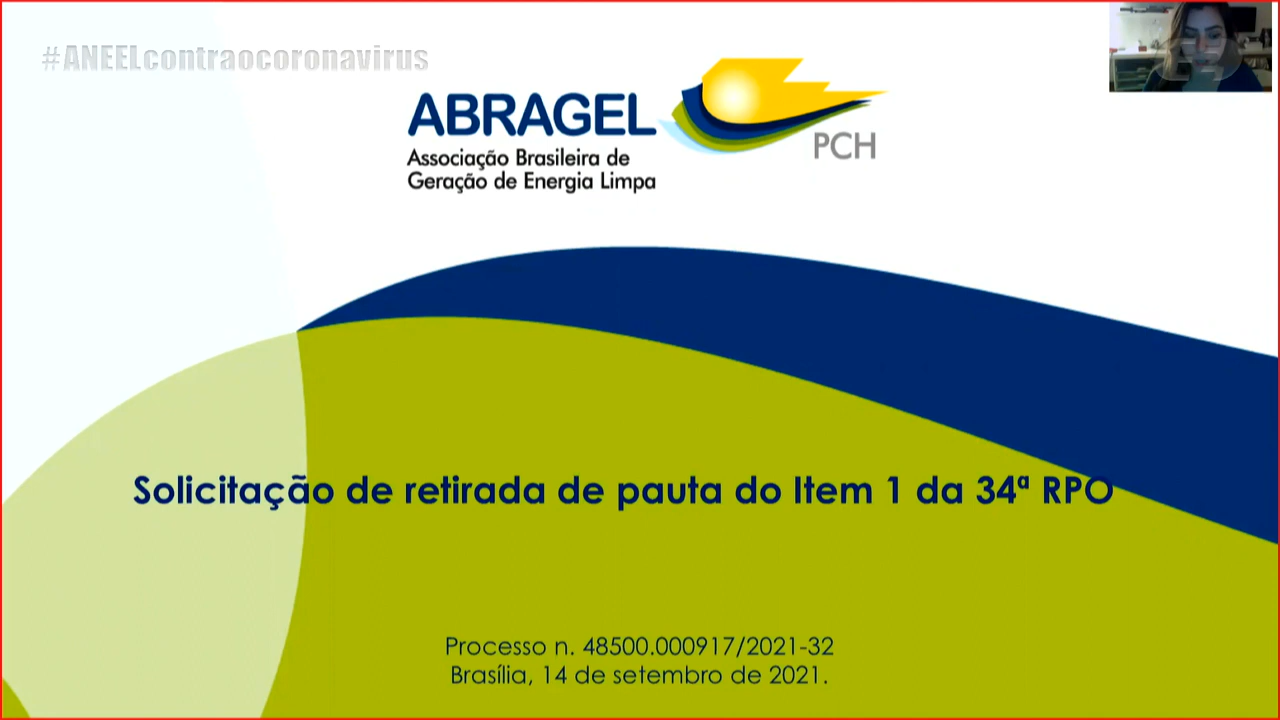 #ANEELcontraocoronavirus
ABRAGEL
PCH
Associação Brasileira de
Geração de Energia Limpa
Solicitação de retirada de pauta do Item 1 da 34ª RPO
Processo n. 48500.000917/2021-32
Brasília, 14 de setembro de 2021.